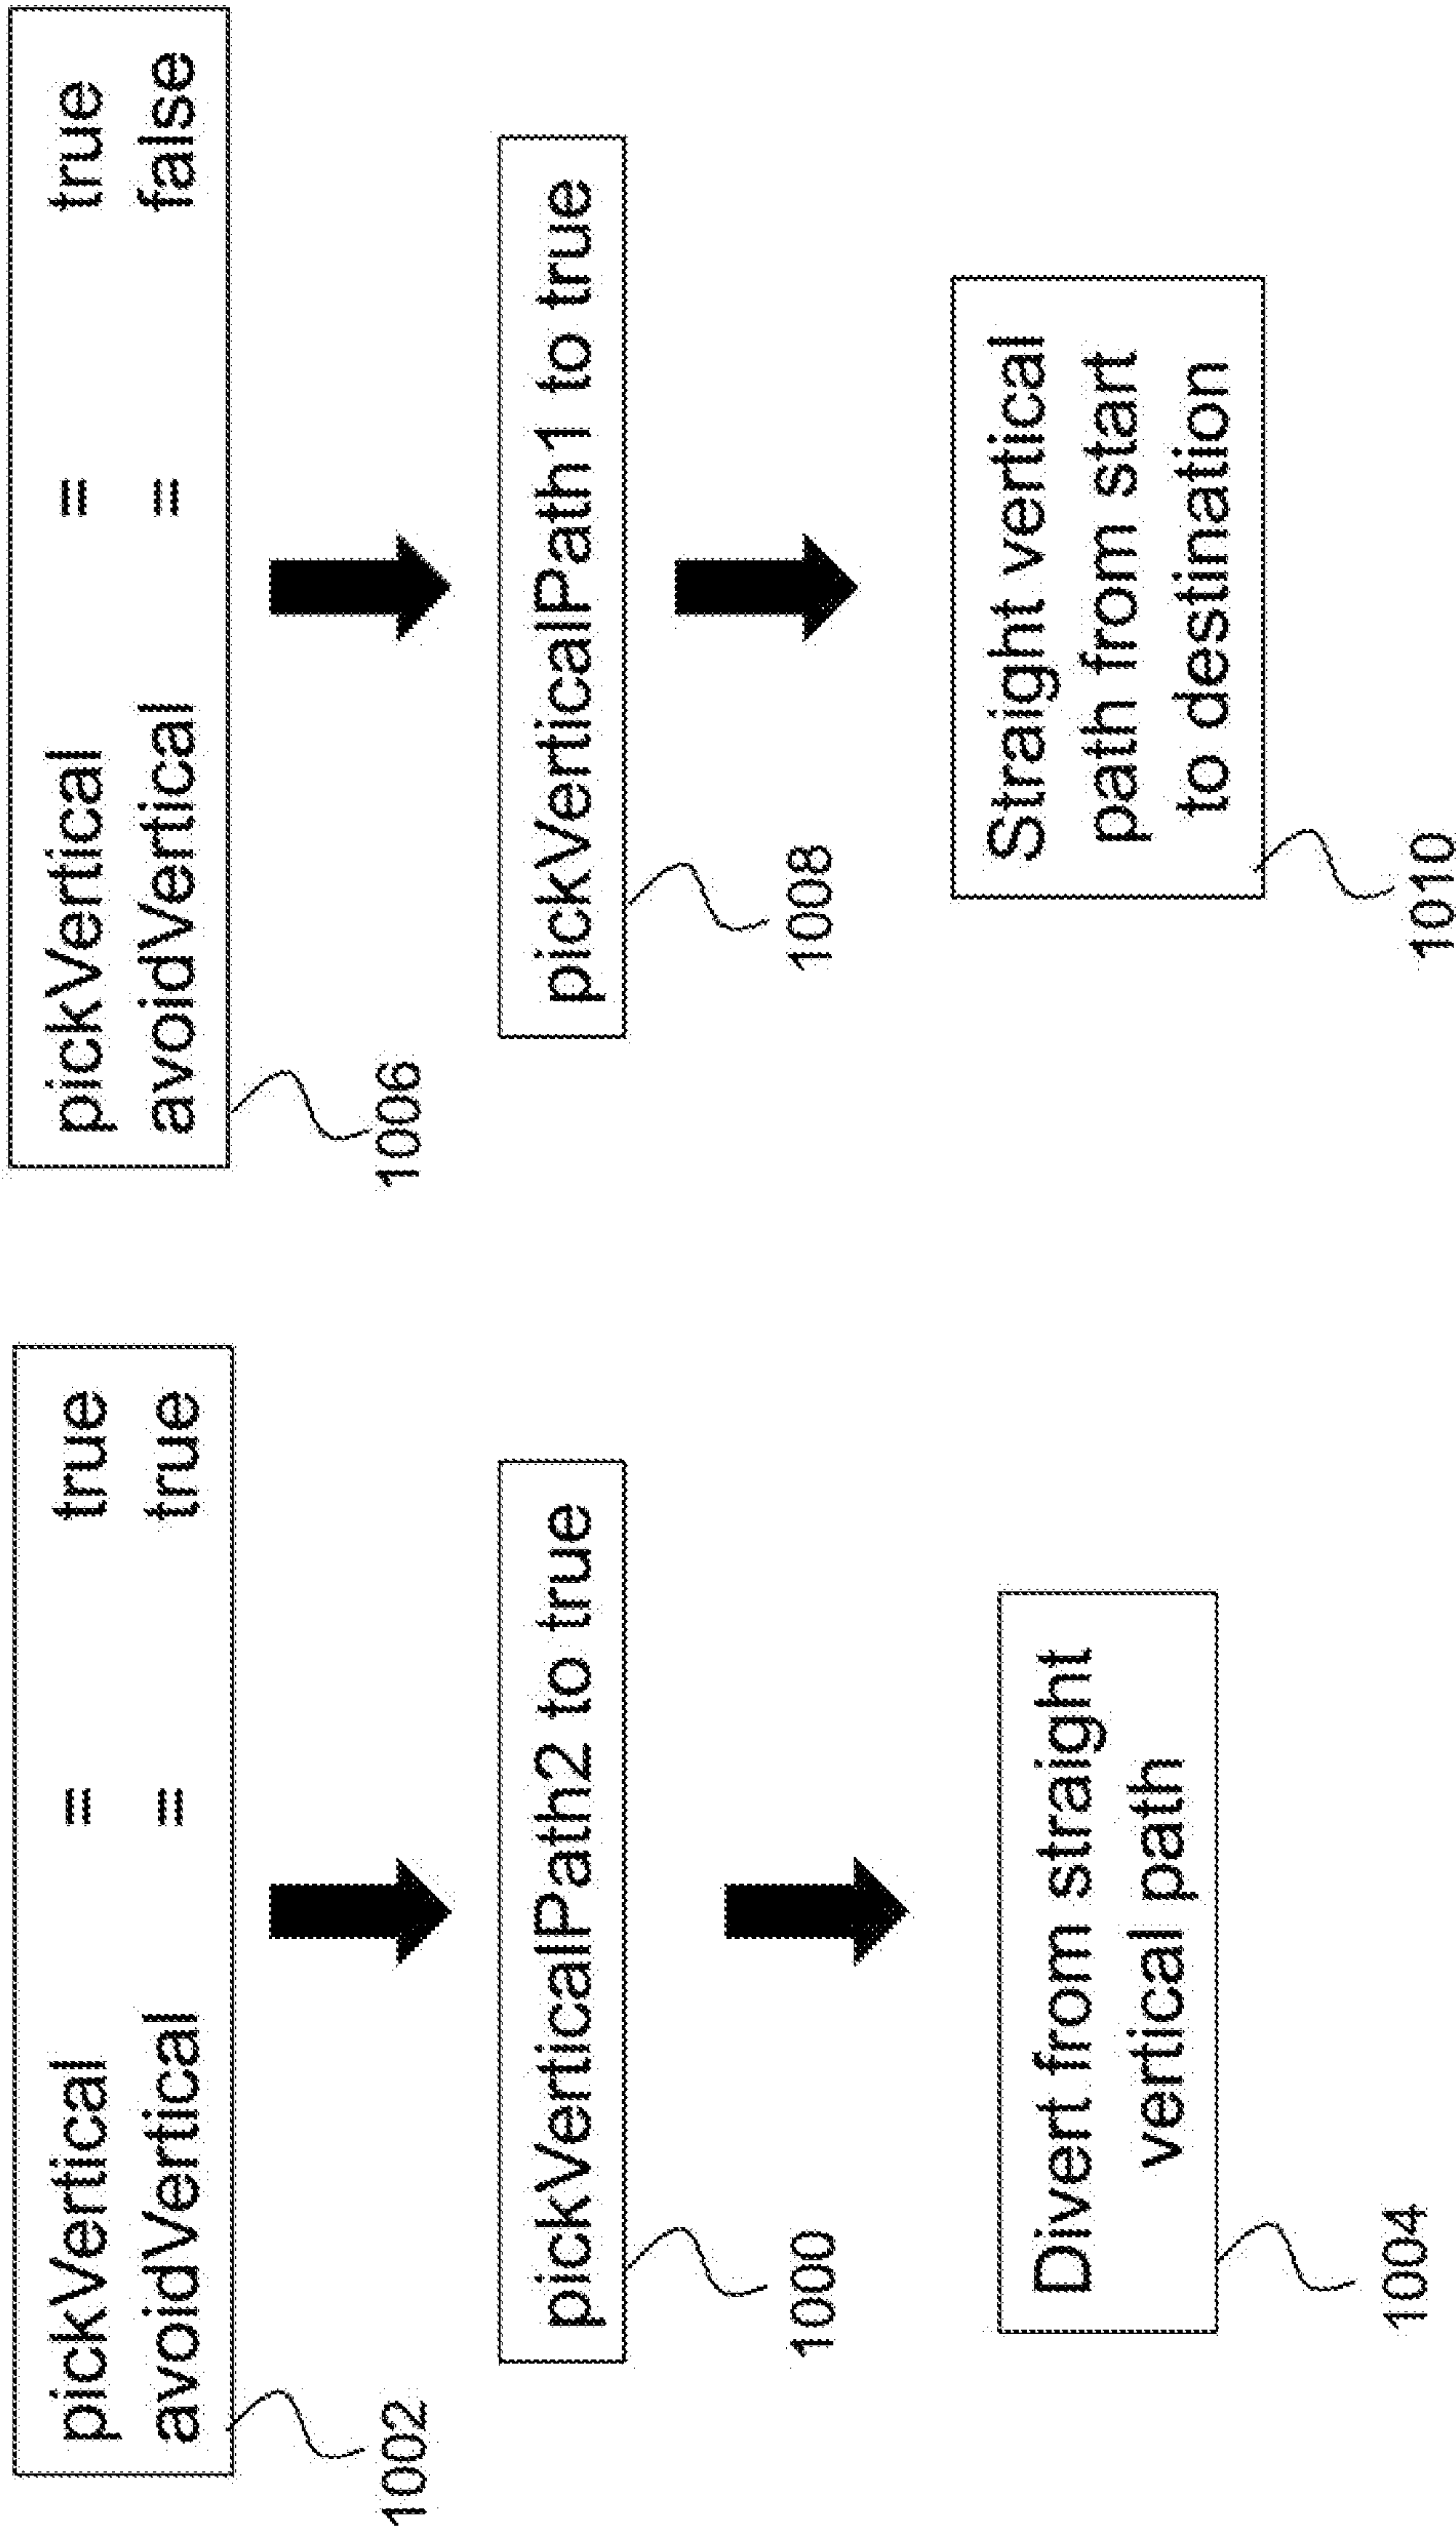 pickVertical = true
avoidVertical = true
1002
pickVerticalPath2 to true
1000
Divert from straight
vertical path
1004
pickVertical = true
avoidVertical = false
1006
pickVerticalPath1 to true
1008
Straight vertical
path from start
to destination
1010